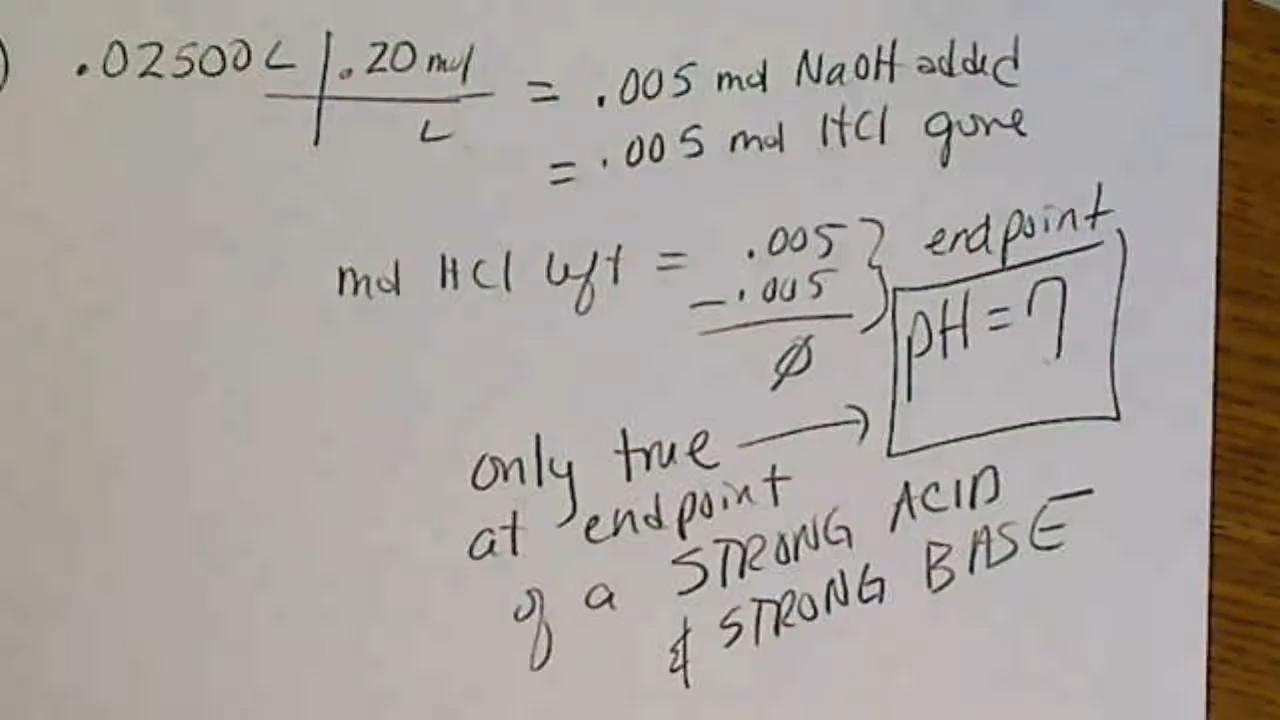 ) .02500 L | .20 mol / L = .005 mol NaOH added
= .005 mol HCl gone
mol HCl left = .005 } endpoint
- .005
∅
pH = 7
only true →
at endpoint
of a STRONG ACID
& STRONG BASE